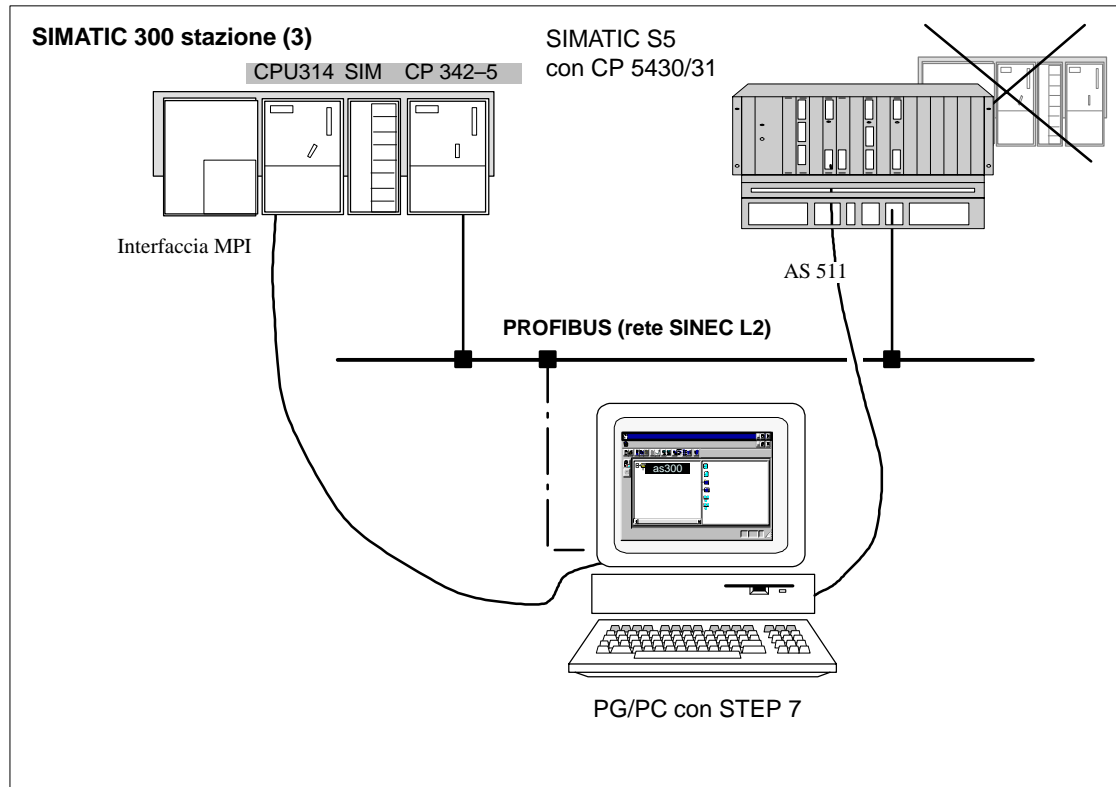 SIMATIC 300 stazione (3)
SIMATIC S5
con CP 5430/31
CPU314 SIM CP 342–5
Interfaccia MPI
AS 511
PROFIBUS (rete SINEC L2)
as300
PG/PC con STEP 7